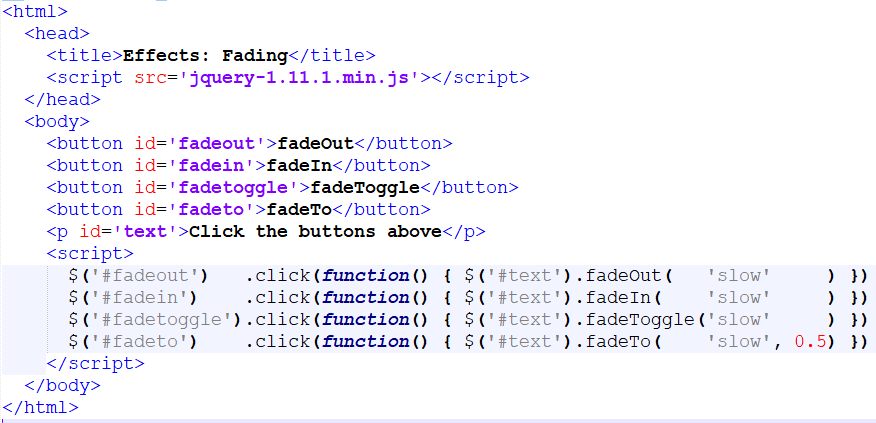 <html>
  <head>
    <title>Effects: Fading</title>
    <script src='jquery-1.11.1.min.js'></script>
  </head>
  <body>
    <button id='fadeout'>fadeOut</button>
    <button id='fadein'>fadeIn</button>
    <button id='fadetoggle'>fadeToggle</button>
    <button id='fadeto'>fadeTo</button>
    <p id='text'>Click the buttons above</p>
    <script>
      $('#fadeout')   .click(function() { $('#text').fadeOut(   'slow'     ) })
      $('#fadein')    .click(function() { $('#text').fadeIn(    'slow'     ) })
      $('#fadetoggle').click(function() { $('#text').fadeToggle('slow'     ) })
      $('#fadeto')    .click(function() { $('#text').fadeTo(    'slow', 0.5) })
    </script>
  </body>
</html>